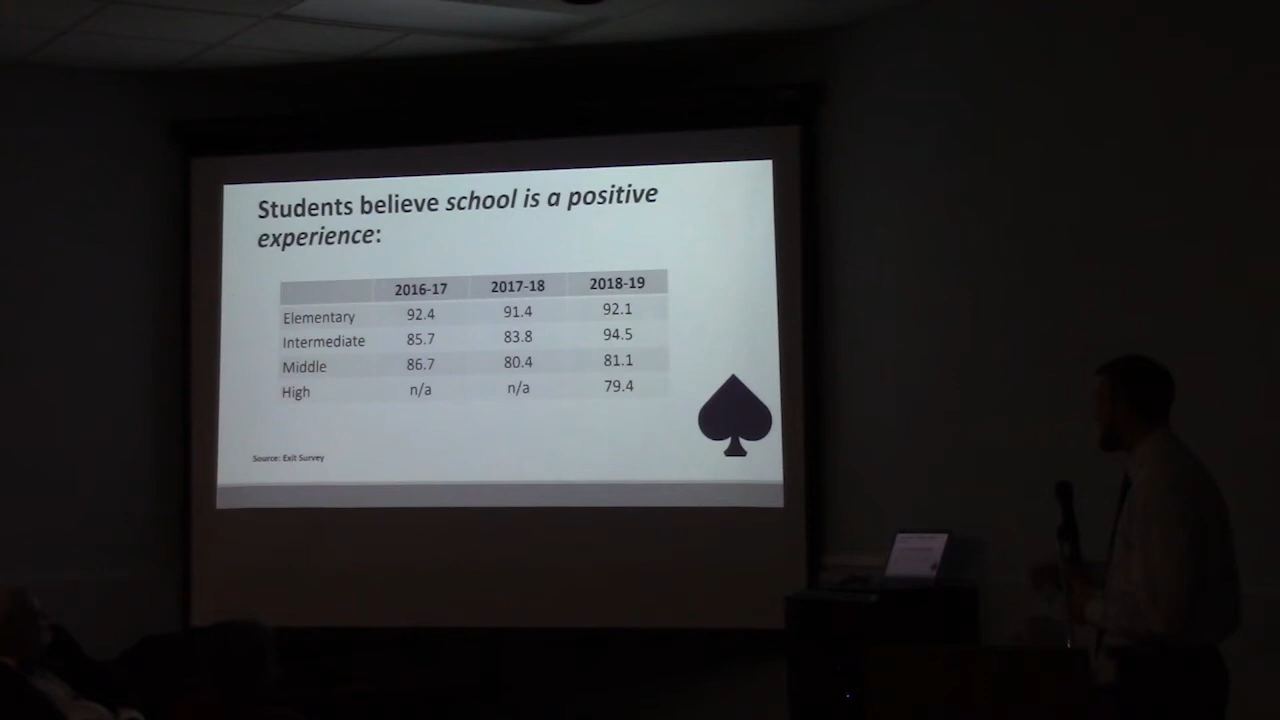 Students believe school is a positive
experience:
2016-17 2017-18 2018-19
Elementary 92.4 91.4 92.1
Intermediate 85.7 83.8 94.5
Middle 86.7 80.4 81.1
High n/a n/a 79.4
Source: Exit Survey